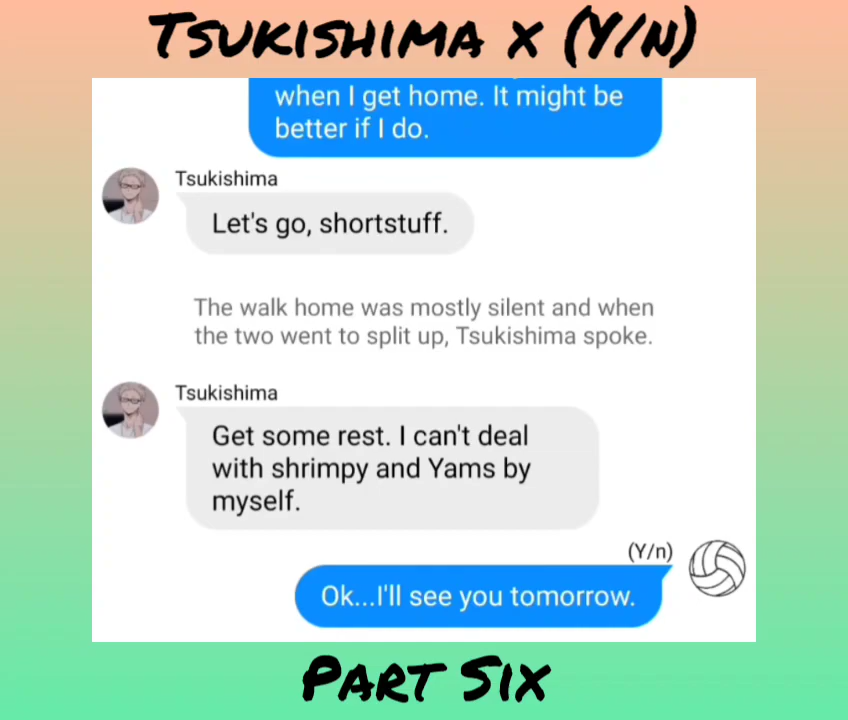 Tsukishima x (Y/N)
when I get home. It might be
better if I do.
Tsukishima
Let's go, shortstuff.
The walk home was mostly silent and when
the two went to split up, Tsukishima spoke.
Tsukishima
Get some rest. I can't deal
with shrimpy and Yams by
myself.
(Y/n)
Ok...I'll see you tomorrow.
Part Six